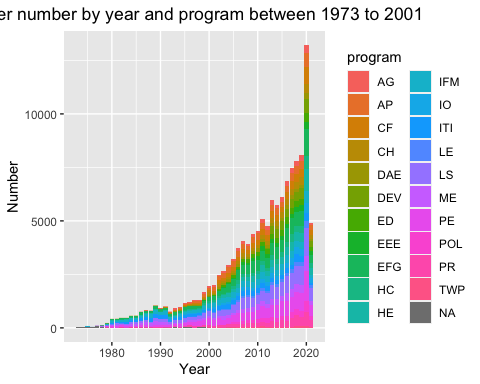 er number by year and program between 1973 to 2001
Number
10000
5000
0
1980 1990 2000 2010 2020
Year
program
AG IFM
AP IO
CF ITI
CH LE
DAE LS
DEV ME
ED PE
EEE POL
EFG PR
HC TWP
HE NA